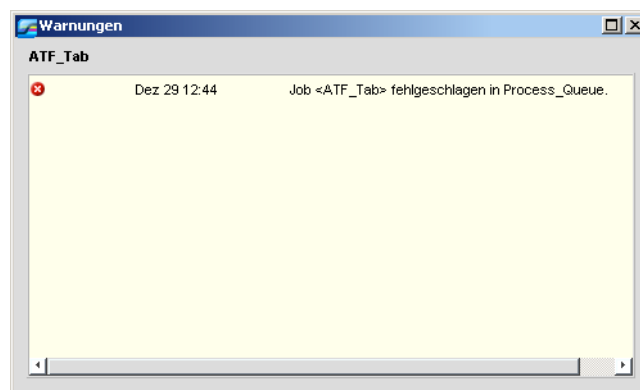 Warnungen
ATF_Tab
Dez 29 12:44 Job <ATF_Tab> fehlgeschlagen in Process_Queue.